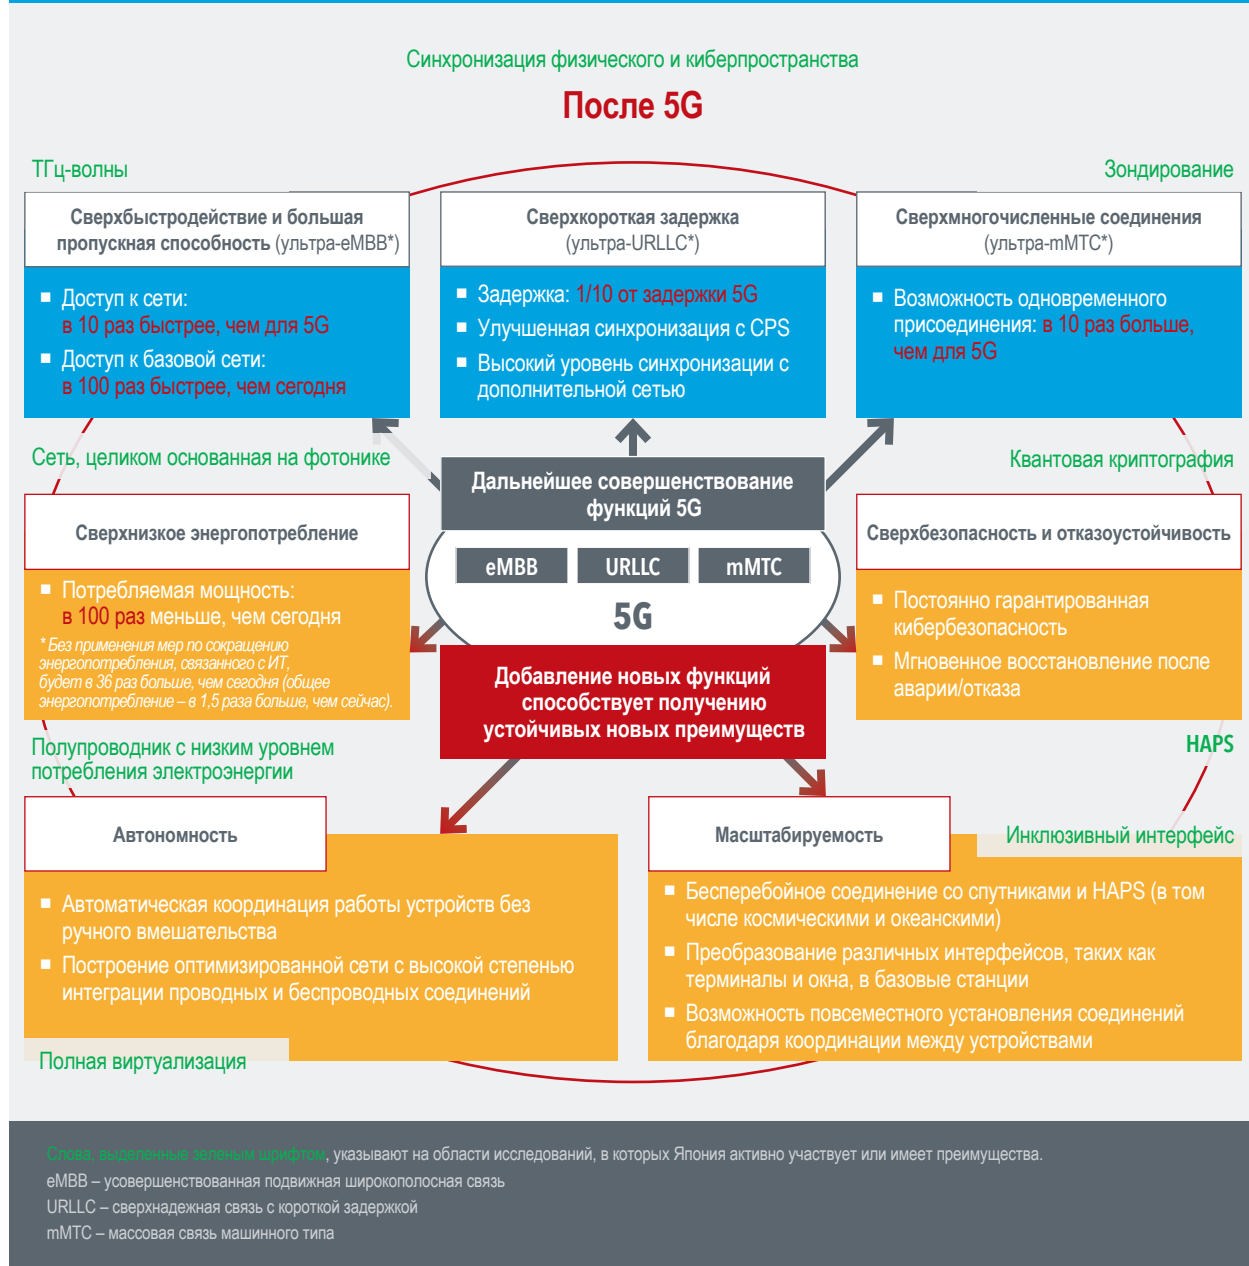 Синхронизация физического и киберпространства
После 5G
ТГц-волны
Зондирование
Сверхбыстродействие и большая
пропускная способность (ультра-eMBB*)
■ Доступ к сети:
в 10 раз быстрее, чем для 5G
■ Доступ к базовой сети:
в 100 раз быстрее, чем сегодня
Сверхкороткая задержка
(ультра-URLLC*)
■ Задержка: 1/10 от задержки 5G
■ Улучшенная синхронизация с CPS
■ Высокий уровень синхронизации с
дополнительной сетью
Сверхмногочисленные соединения
(ультра-mMTC*)
■ Возможность одновременного
присоединения: в 10 раз больше,
чем для 5G
Сеть, целиком основанная на фотонике
Квантовая криптография
Дальнейшее совершенствование
функций 5G
eMBB
URLLC
mMTC
5G
Добавление новых функций
способствует получению
устойчивых новых преимуществ
Сверхнизкое энергопотребление
■ Потребляемая мощность:
в 100 раз меньше, чем сегодня
* Без применения мер по сокращению
энергопотребления, связанного с ИТ,
будет в 36 раз больше, чем сегодня (общее
энергопотребление – в 1,5 раза больше, чем сейчас).
Сверхбезопасность и отказоустойчивость
■ Постоянно гарантированная
кибербезопасность
■ Мгновенное восстановление после
аварии/отказа
Полупроводник с низким уровнем
потребления электроэнергии
HAPS
Автономность
■ Автоматическая координация работы устройств без
ручного вмешательства
■ Построение оптимизированной сети с высокой степенью
интеграции проводных и беспроводных соединений
Полная виртуализация
Масштабируемость
Инклюзивный интерфейс
■ Бесперебойное соединение со спутниками и HAPS (в том
числе космическими и океанскими)
■ Преобразование различных интерфейсов, таких как
терминалы и окна, в базовые станции
■ Возможность повсеместного установления соединений
благодаря координации между устройствами
Слова, выделенные зеленым шрифтом, указывают на области исследований, в которых Япония активно участвует или имеет преимущества.
eMBB – усовершенствованная подвижная широкополосная связь
URLLC – сверхнадежная связь с короткой задержкой
mMTC – массовая связь машинного типа